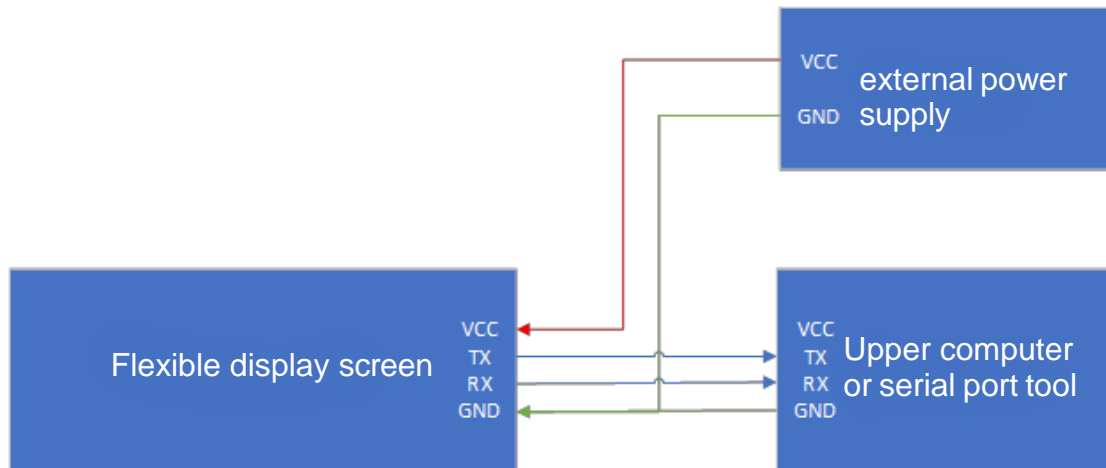 VCC
external power
supply
GND
VCC
TX
RX
GND
Flexible display screen
VCC
TX
RX
GND
Upper computer
or serial port tool